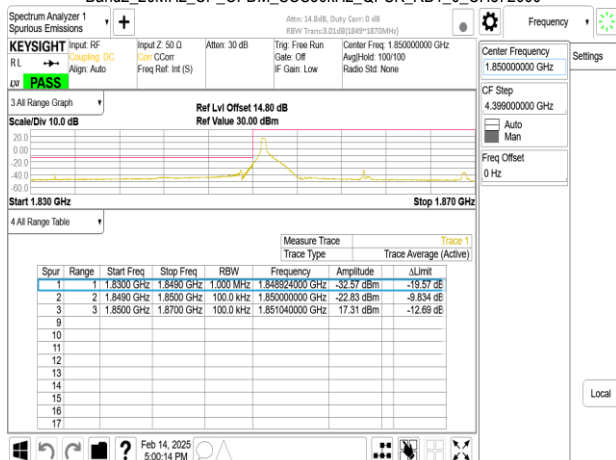 Spectrum Analyzer 1
Spurious Emissions
Attn: 14.8dB, Duty Cerr: 0 dB
RBW Trans:3.01dB(1849~1870MHz)
Frequency
KEYSIGHT
Input: RF
Coupling: DC
Align: Auto
Input Z: 50 Ω
Corr CCorr
Freq Ref: Int (S)
Atten: 30 dB
Trig: Free Run
Gate: Off
IF Gain: Low
Center Freq: 1.850000000 GHz
Avg|Hold: 100/100
Radio Std: None
RL
LXI
PASS
Center Frequency
1.850000000 GHz
Settings
CF Step
4.399000000 GHz
Auto
Man
Freq Offset
0 Hz
3 All Range Graph
Scale/Div 10.0 dB
Ref Lvl Offset 14.80 dB
Ref Value 30.00 dBm
20.0
0.00
-20.0
-40.0
-60.0
Start 1.830 GHz
Stop 1.870 GHz
4 All Range Table
Measure Trace Trace 1
Trace Type Trace Average (Active)
Spur Range Start Freq Stop Freq RBW Frequency Amplitude ΔLimit
1 1 1.8300 GHz 1.8490 GHz 1.000 MHz 1.848924000 GHz -32.57 dBm -19.57 dB
2 2 1.8490 GHz 1.8500 GHz 100.0 kHz 1.850000000 GHz -22.83 dBm -9.834 dB
3 3 1.8500 GHz 1.8700 GHz 100.0 kHz 1.851040000 GHz 17.31 dBm -12.69 dB
9
10
11
12
13
14
15
16
17
Local
Feb 14, 2025
5:00:14 PM